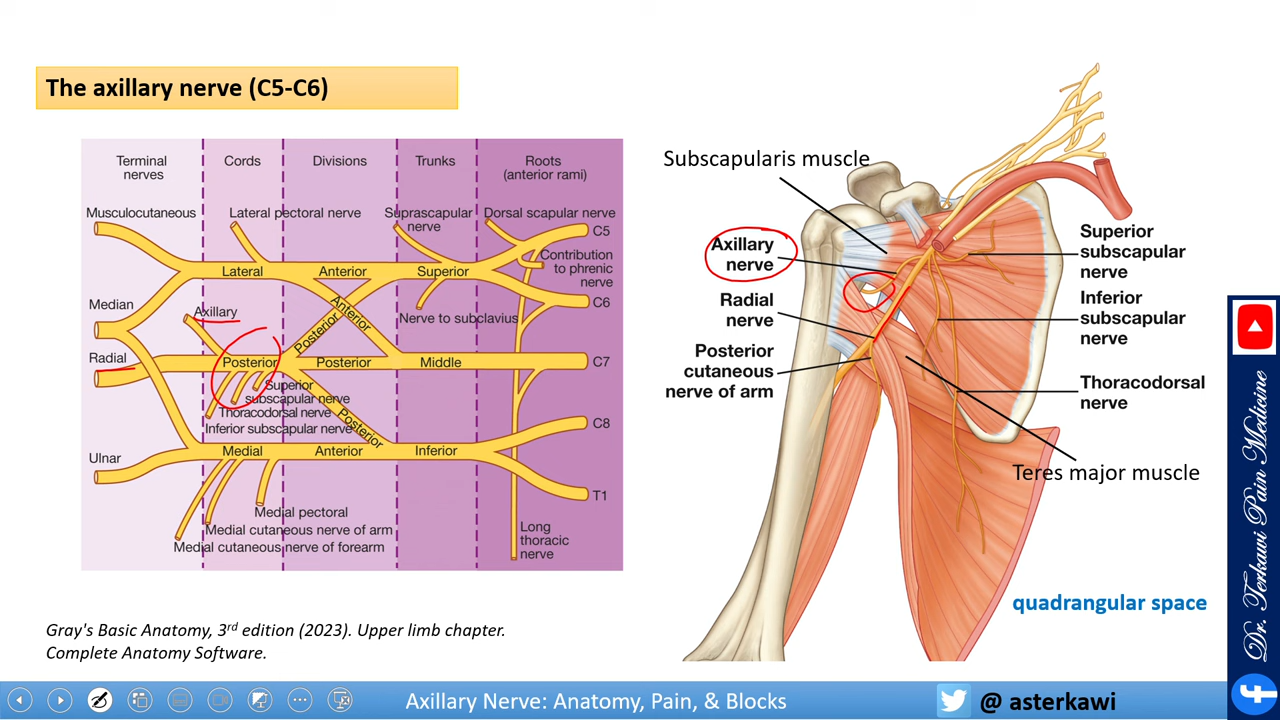 The axillary nerve (C5-C6)
Terminal
nerves
Cords
Divisions
Trunks
Roots
(anterior rami)
Musculocutaneous
Lateral pectoral nerve
Suprascapular
nerve
Dorsal scapular nerve
C5
Contribution
to phrenic
nerve
Lateral
Anterior
Superior
Median
C6
Axillary
Anterior
Posterior
Nerve to subclavius
Radial
Posterior
Posterior
Middle
C7
Superior
subscapular nerve
Thoracodorsal nerve
Inferior subscapular nerve
Posterior
C8
Ulnar
Medial
Anterior
Inferior
T1
Medial pectoral
Medial cutaneous nerve of arm
Medial cutaneous nerve of forearm
Long
thoracic
nerve
Subscapularis muscle
Axillary
nerve
Radial
nerve
Posterior
cutaneous
nerve of arm
Superior
subscapular
nerve
Inferior
subscapular
nerve
Thoracodorsal
nerve
Teres major muscle
quadrangular space
Gray's Basic Anatomy, 3rd edition (2023). Upper limb chapter.
Complete Anatomy Software.
Axillary Nerve: Anatomy, Pain, & Blocks
@ asterkawi
Dr. Terkawi Pain Medicine